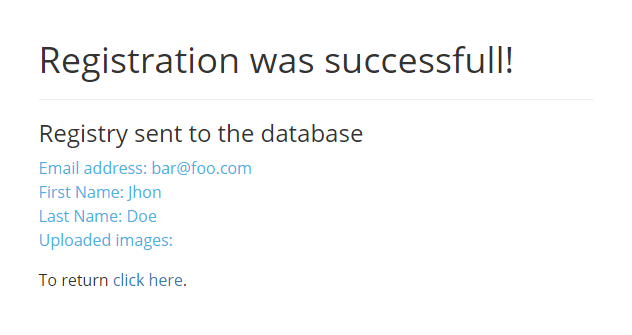 Registration was successfull!
Registry sent to the database
Email address: bar@foo.com
First Name: Jhon
Last Name: Doe
Uploaded images:
To return click here.